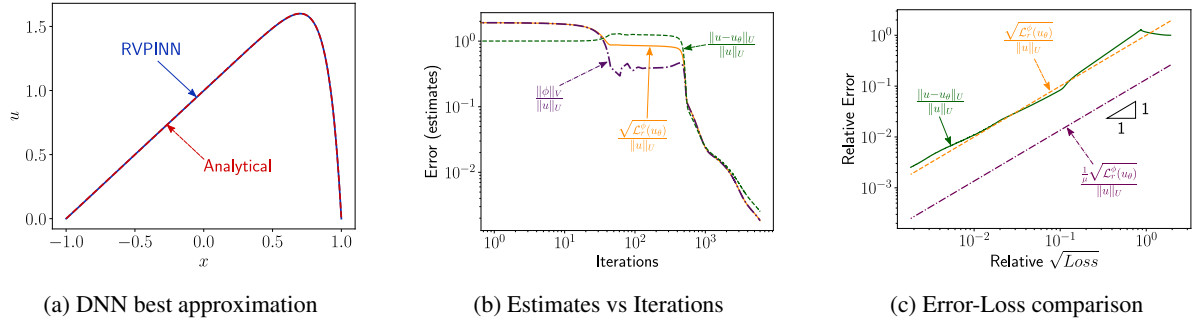 1.5
1.0
0.5
0.0
u
−1.0 −0.5 0.0 0.5 1.0
x
RVPINN
Analytical
10^0
10^{-1}
10^{-2}
Error (estimates)
10^0 10^1 10^2 10^3
Iterations
‖u−u_θ‖_U / ‖u‖_U
‖ϕ‖_V / ‖u‖_U
√(L_r^ϕ(u_θ)) / ‖u‖_U
10^0
10^{-1}
10^{-2}
10^{-3}
Relative Error
10^{-2} 10^{-1} 10^0
Relative √Loss
√(L_r^ϕ(u_θ)) / ‖u‖_U
‖u−u_θ‖_U / ‖u‖_U
1
1
(1/μ)√(L_r^ϕ(u_θ)) / ‖u‖_U
(a) DNN best approximation
(b) Estimates vs Iterations
(c) Error-Loss comparison